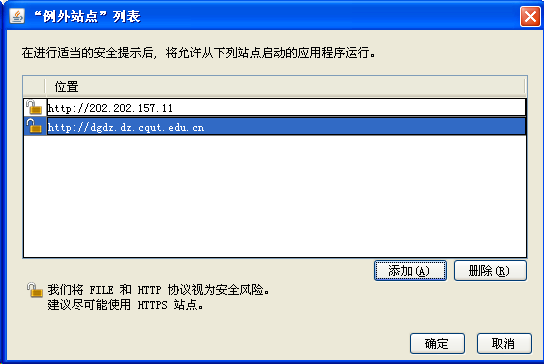 “例外站点”列表
在进行适当的安全提示后, 将允许从下列站点启动的应用程序运行。
位置
http://202.202.157.11
http://dgdz.dz.cqut.edu.cn
添加(A) 删除(R)
我们将 FILE 和 HTTP 协议视为安全风险。
建议尽可能使用 HTTPS 站点。
确定 取消